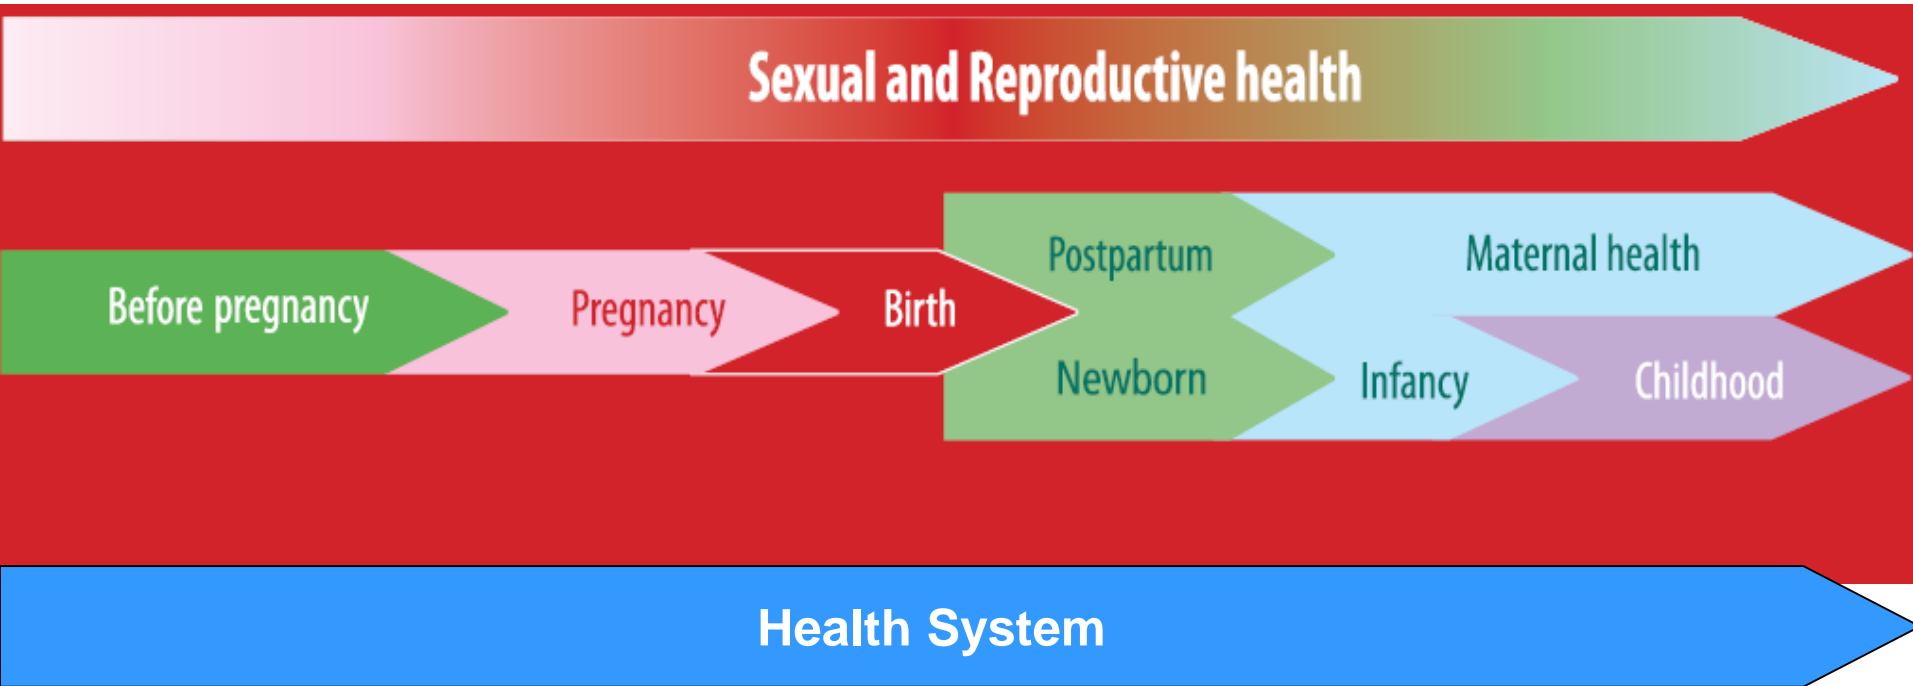 Sexual and Reproductive health
Postpartum
Maternal health
Before pregnancy
Pregnancy
Birth
Newborn
Infancy
Childhood
Health System